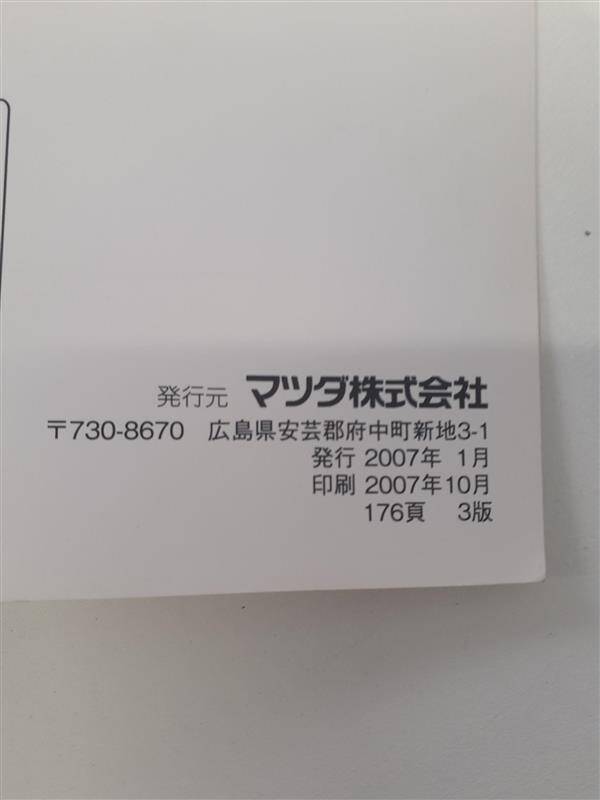 発行元 マツダ株式会社
〒730-8670 広島県安芸郡府中町新地3-1
発行 2007年 1月
印刷 2007年10月
176頁 3版